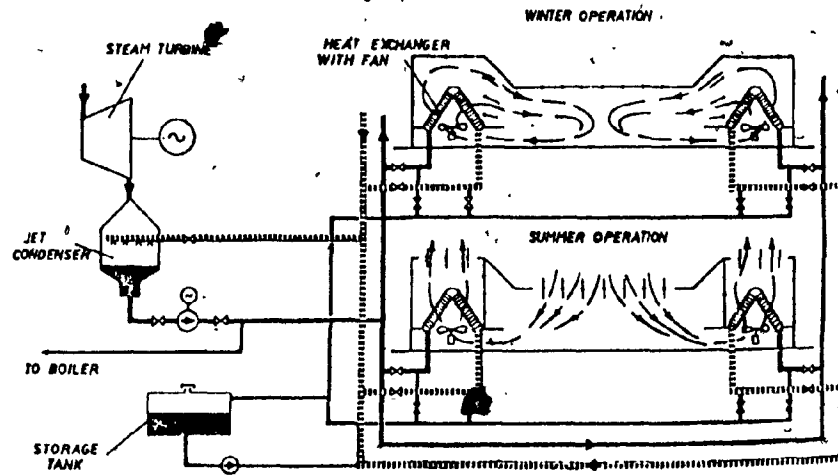 WINTER OPERATION
STEAM TURBINE
HEAT EXCHANGER
WITH FAN
JET
CONDENSER
SUMMER OPERATION
TO BOILER
STORAGE
TANK